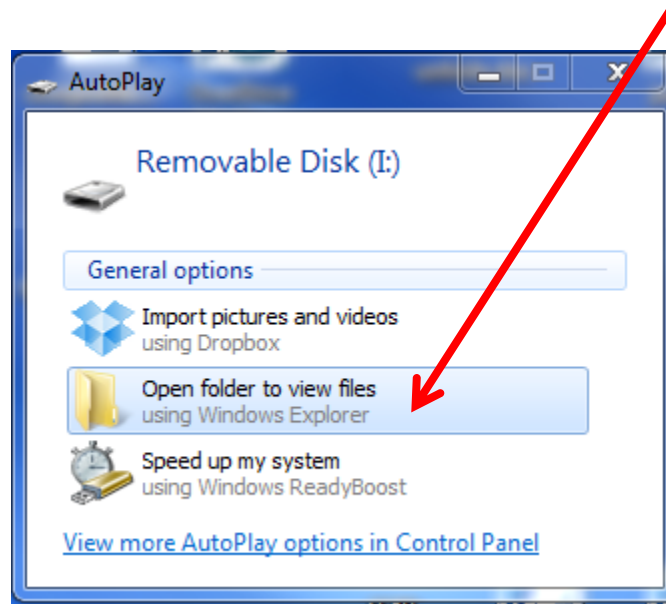 AutoPlay
Removable Disk (I:)
General options
Import pictures and videos
using Dropbox
Open folder to view files
using Windows Explorer
Speed up my system
using Windows ReadyBoost
View more AutoPlay options in Control Panel